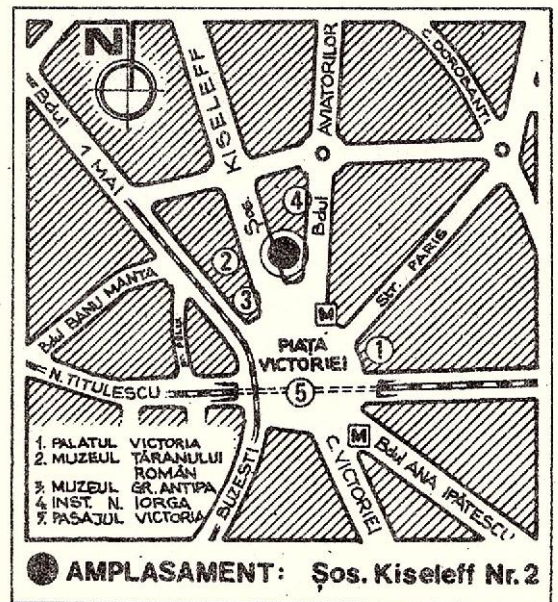 N
Bdul 1 MAI
Șos. KISELEFF
Bdul AVIATORILOR
C. DOROBANȚI
4
2
3
Str. PARIS
Bdul BANU MANTA
M
PIAȚA
VICTORIEI
1
N. TITULESCU
5
M
BUZEȘTI
C. VICTORIEI
Bdul ANA IPĂTESCU
1. PALATUL VICTORIA
2. MUZEUL ȚĂRANULUI
ROMÂN
3. MUZEUL GR. ANTIPA
4 INST. N. IORGA
5. PASAJUL VICTORIA
AMPLASAMENT: Șos. Kiseleff Nr. 2